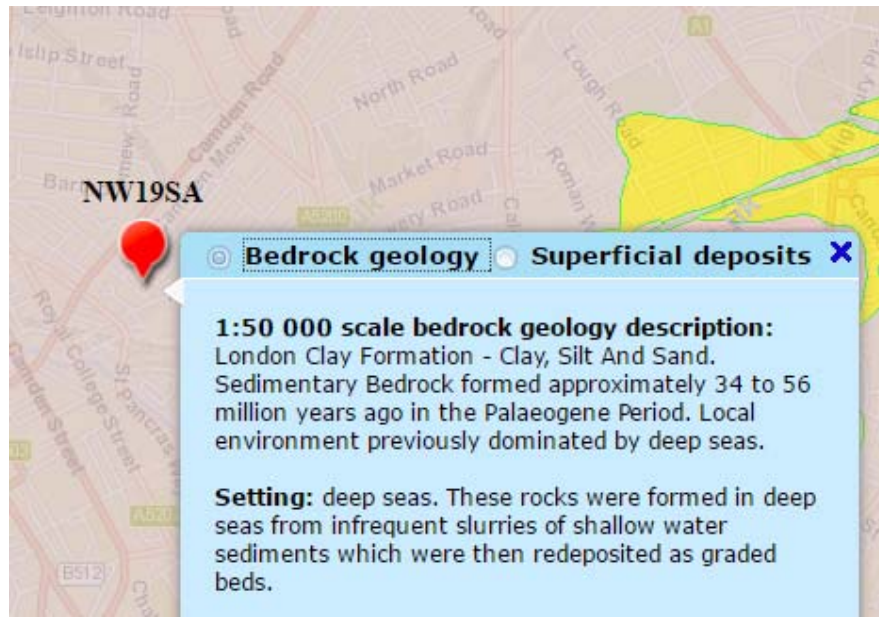 Leighton Road
Islip Street
Road
Camden Road
North Road
Lough Road
A1
Market Road
Roman
NW19SA
Camden Mews
A5200
Road
Bedrock geology Superficial deposits X
1:50 000 scale bedrock geology description:
London Clay Formation - Clay, Silt And Sand.
Sedimentary Bedrock formed approximately 34 to 56
million years ago in the Palaeogene Period. Local
environment previously dominated by deep seas.
Setting: deep seas. These rocks were formed in deep
seas from infrequent slurries of shallow water
sediments which were then redeposited as graded
beds.
Royal College Street
St Pancras
Camden Street
B512